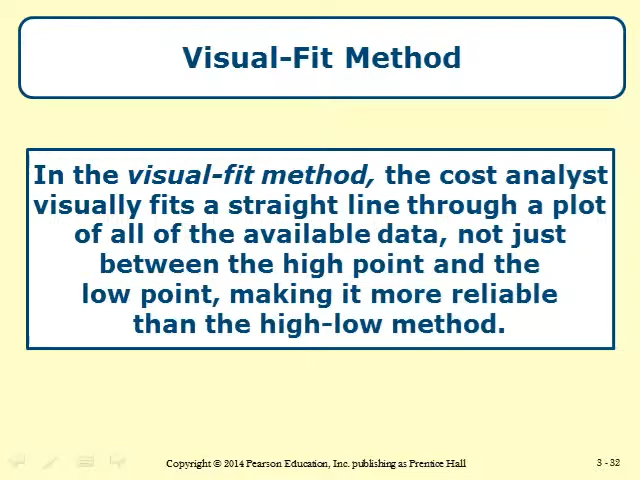 Visual-Fit Method
In the visual-fit method, the cost analyst
visually fits a straight line through a plot
of all of the available data, not just
between the high point and the
low point, making it more reliable
than the high-low method.
Copyright © 2014 Pearson Education, Inc. publishing as Prentice Hall
3 - 32